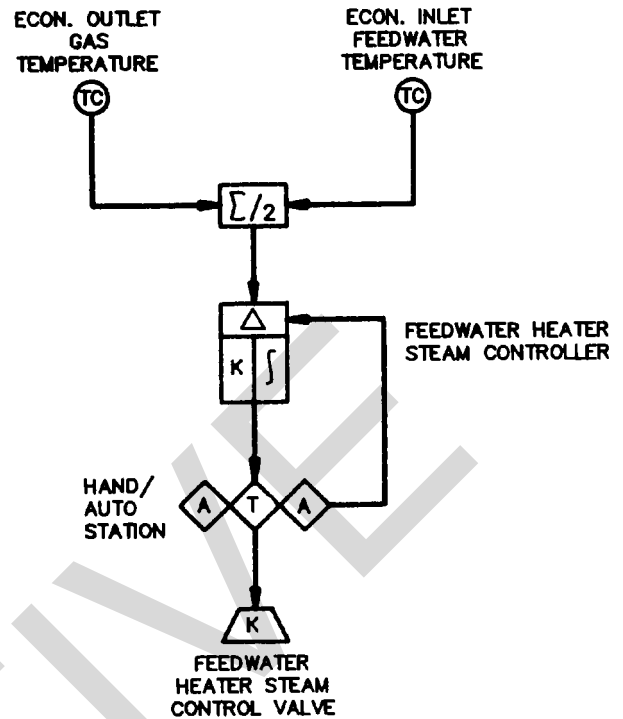 ECON. OUTLET
GAS
TEMPERATURE
TC
ECON. INLET
FEEDWATER
TEMPERATURE
TC
Σ/2
△
K ∫
FEEDWATER HEATER
STEAM CONTROLLER
HAND/
AUTO
STATION
A T A
K
FEEDWATER
HEATER STEAM
CONTROL VALVE